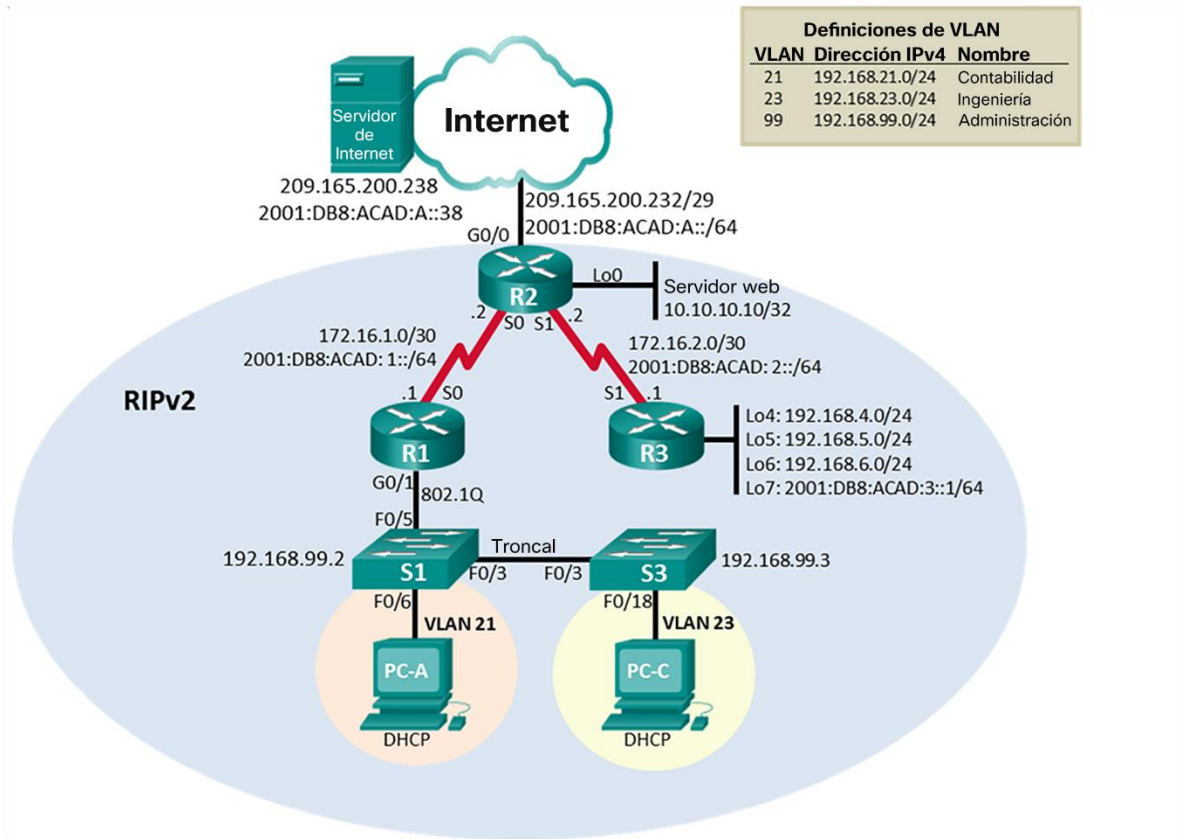 Definiciones de VLAN
VLAN Dirección IPv4 Nombre
21 192.168.21.0/24 Contabilidad
23 192.168.23.0/24 Ingeniería
99 192.168.99.0/24 Administración
Servidor
de
Internet
Internet
209.165.200.238
2001:DB8:ACAD:A::38
209.165.200.232/29
2001:DB8:ACAD:A::/64
G0/0
R2
Lo0
Servidor web
10.10.10.10/32
.2
S0
S1
.2
172.16.1.0/30
2001:DB8:ACAD: 1::/64
172.16.2.0/30
2001:DB8:ACAD: 2::/64
RIPv2
.1
S0
S1
.1
R1
R3
Lo4: 192.168.4.0/24
Lo5: 192.168.5.0/24
Lo6: 192.168.6.0/24
Lo7: 2001:DB8:ACAD:3::1/64
G0/1
802.1Q
F0/5
192.168.99.2
S1
Troncal
F0/3
F0/3
S3
192.168.99.3
F0/6
VLAN 21
F0/18
VLAN 23
PC-A
PC-C
DHCP
DHCP